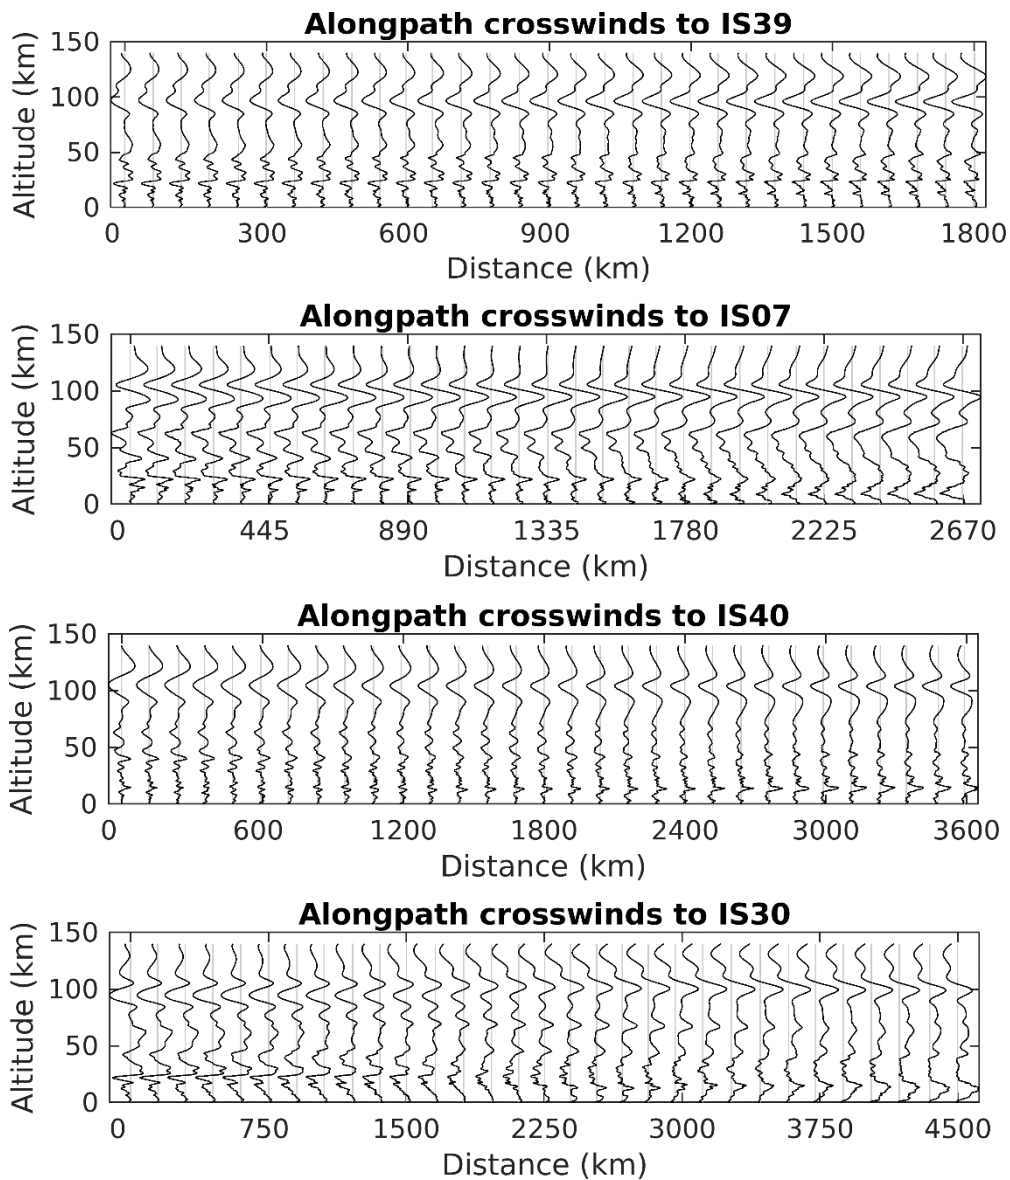 Alongpath crosswinds to IS39
150
100
50
0
Altitude (km)
0 300 600 900 1200 1500 1800
Distance (km)
Alongpath crosswinds to IS07
150
100
50
0
Altitude (km)
0 445 890 1335 1780 2225 2670
Distance (km)
Alongpath crosswinds to IS40
150
100
50
0
Altitude (km)
0 600 1200 1800 2400 3000 3600
Distance (km)
Alongpath crosswinds to IS30
150
100
50
0
Altitude (km)
0 750 1500 2250 3000 3750 4500
Distance (km)